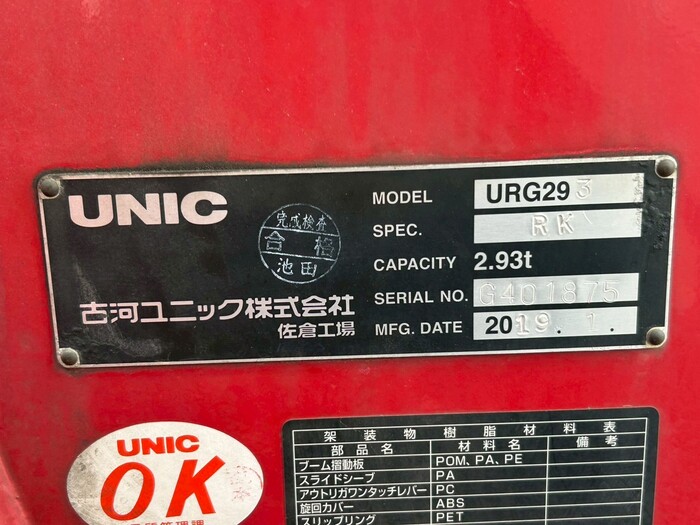 UNIC
完成検査
合格
池田
古河ユニック株式会社
佐倉工場
MODEL URG293
SPEC. RK
CAPACITY 2.93t
SERIAL NO. G401875
MFG. DATE 2019.1.
UNIC
OK
架装物樹脂材料表
部品名 材料名 備考
ブーム摺動板 POM、PA、PE
スライドシーブ PA
アウトリガワンタッチレバー PC
旋回カバー ABS
スリップリング PET